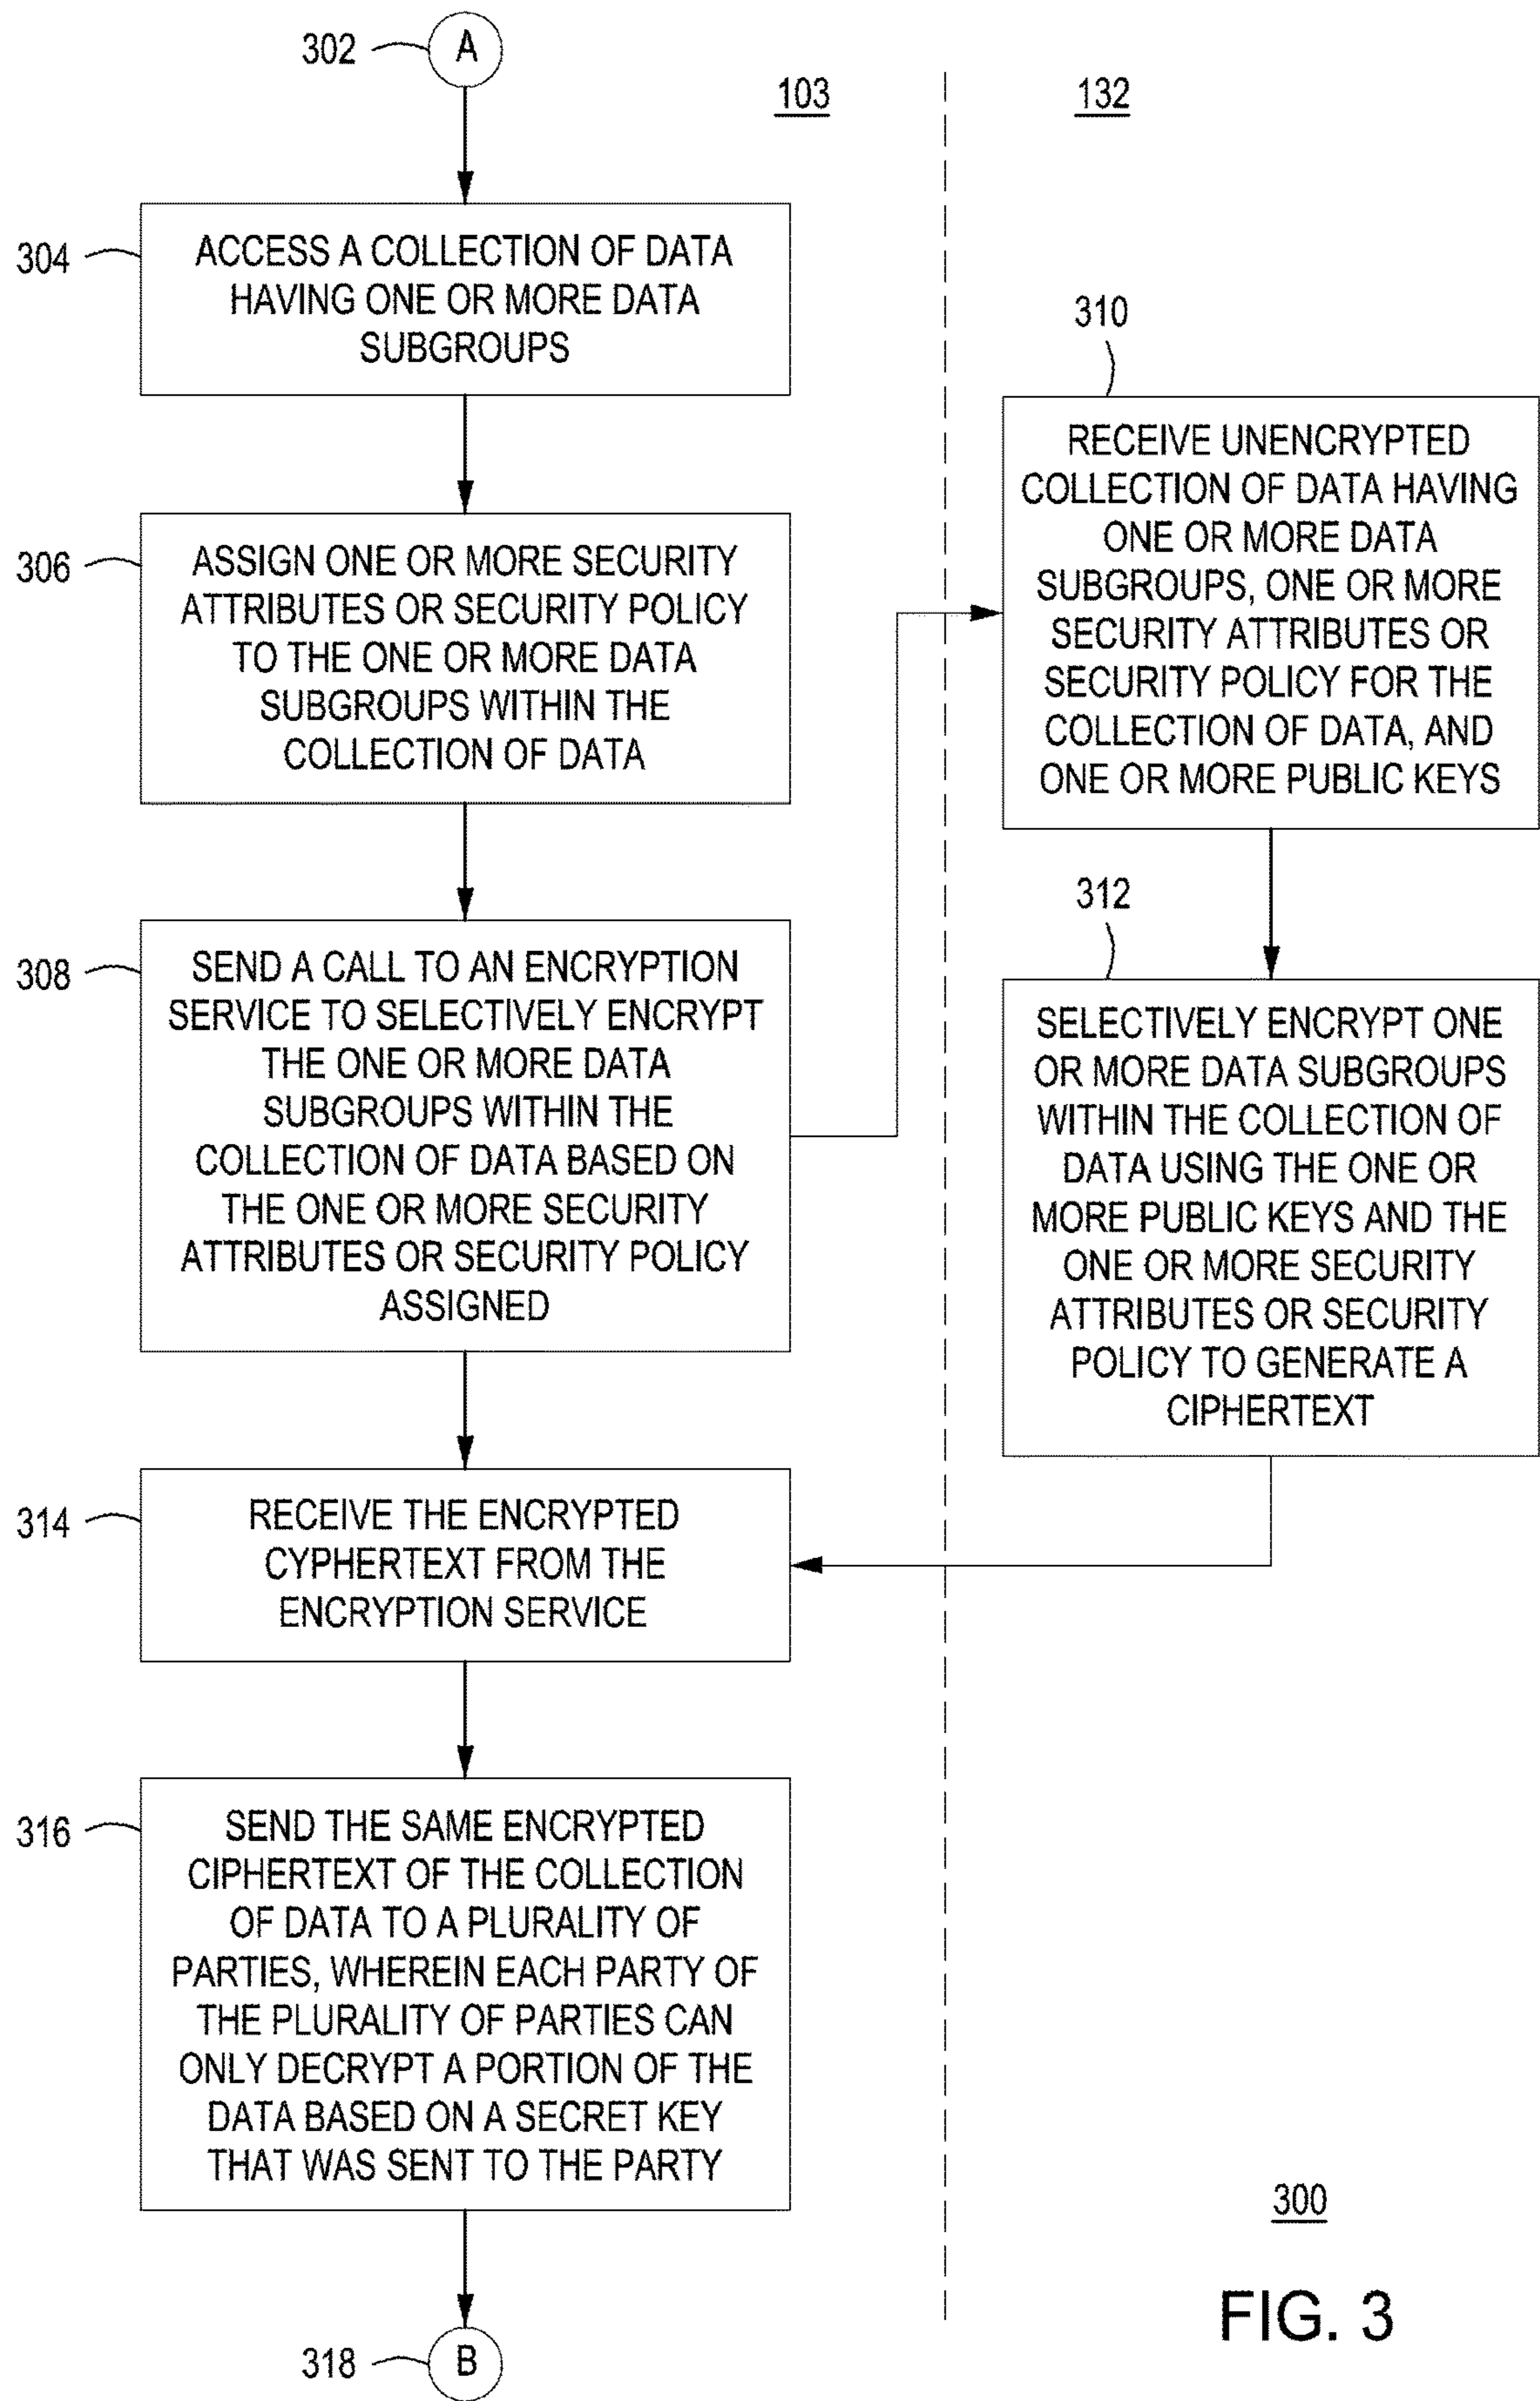 302
A
103
132
304
ACCESS A COLLECTION OF DATA
HAVING ONE OR MORE DATA
SUBGROUPS
306
ASSIGN ONE OR MORE SECURITY
ATTRIBUTES OR SECURITY POLICY
TO THE ONE OR MORE DATA
SUBGROUPS WITHIN THE
COLLECTION OF DATA
308
SEND A CALL TO AN ENCRYPTION
SERVICE TO SELECTIVELY ENCRYPT
THE ONE OR MORE DATA
SUBGROUPS WITHIN THE
COLLECTION OF DATA BASED ON
THE ONE OR MORE SECURITY
ATTRIBUTES OR SECURITY POLICY
ASSIGNED
310
RECEIVE UNENCRYPTED
COLLECTION OF DATA HAVING
ONE OR MORE DATA
SUBGROUPS, ONE OR MORE
SECURITY ATTRIBUTES OR
SECURITY POLICY FOR THE
COLLECTION OF DATA, AND
ONE OR MORE PUBLIC KEYS
312
SELECTIVELY ENCRYPT ONE
OR MORE DATA SUBGROUPS
WITHIN THE COLLECTION OF
DATA USING THE ONE OR
MORE PUBLIC KEYS AND THE
ONE OR MORE SECURITY
ATTRIBUTES OR SECURITY
POLICY TO GENERATE A
CIPHERTEXT
314
RECEIVE THE ENCRYPTED
CYPHERTEXT FROM THE
ENCRYPTION SERVICE
316
SEND THE SAME ENCRYPTED
CIPHERTEXT OF THE COLLECTION
OF DATA TO A PLURALITY OF
PARTIES, WHEREIN EACH PARTY OF
THE PLURALITY OF PARTIES CAN
ONLY DECRYPT A PORTION OF THE
DATA BASED ON A SECRET KEY
THAT WAS SENT TO THE PARTY
318
B
300
FIG. 3